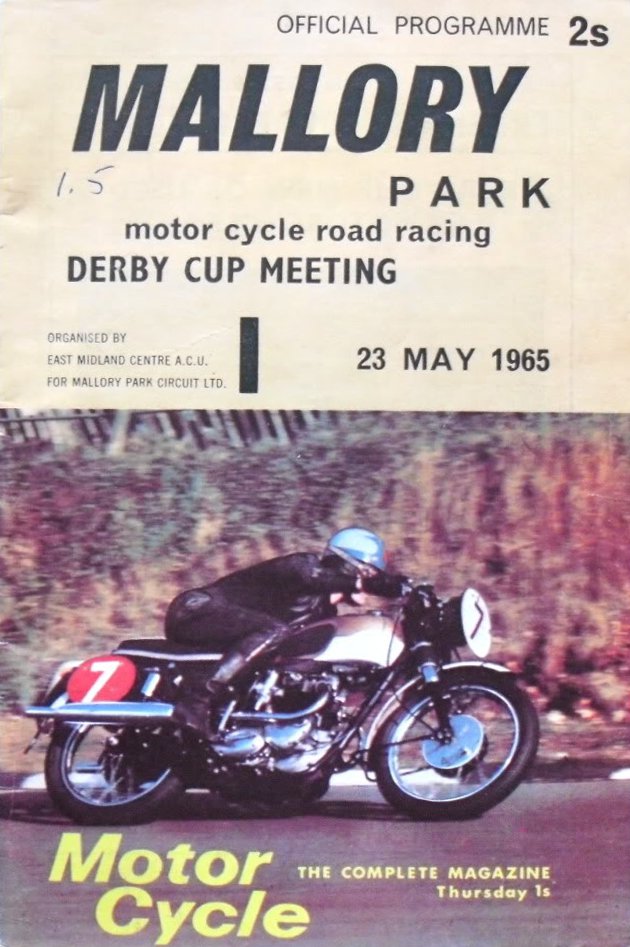 OFFICIAL PROGRAMME 2s
MALLORY
1.5
PARK
motor cycle road racing
DERBY CUP MEETING
ORGANISED BY
EAST MIDLAND CENTRE A.C.U.
FOR MALLORY PARK CIRCUIT LTD.
23 MAY 1965
7
7
Motor
Cycle
THE COMPLETE MAGAZINE
Thursday 1s